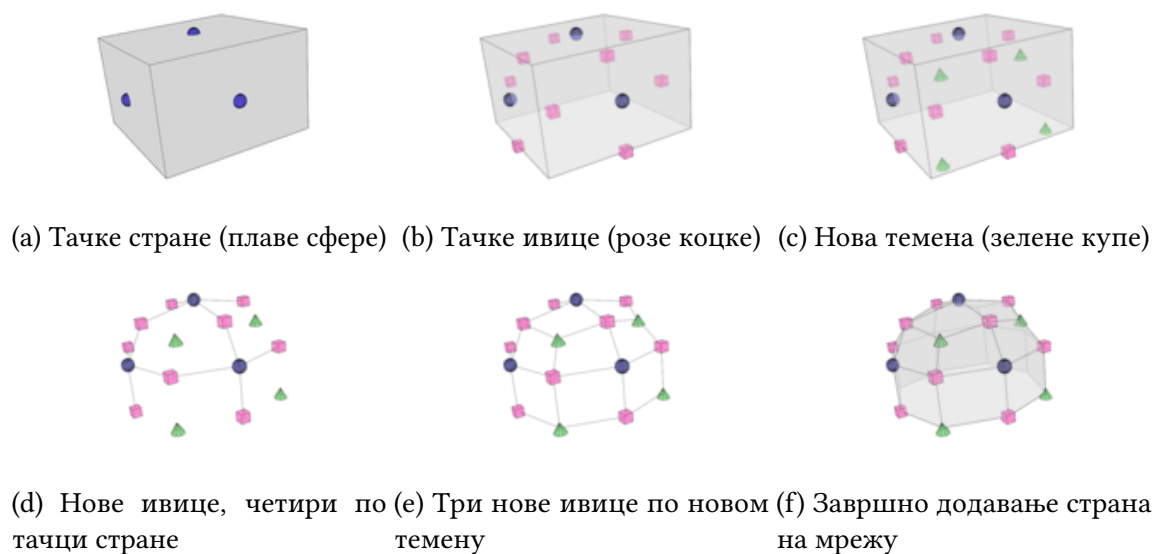 (a) Тачке стране (плаве сфере)
(b) Тачке ивице (розе коцке)
(c) Нова темена (зелене купе)
(d) Нове ивице, четири по
тачци стране
(e) Три нове ивице по новом
темену
(f) Завршно додавање страна
на мрежу